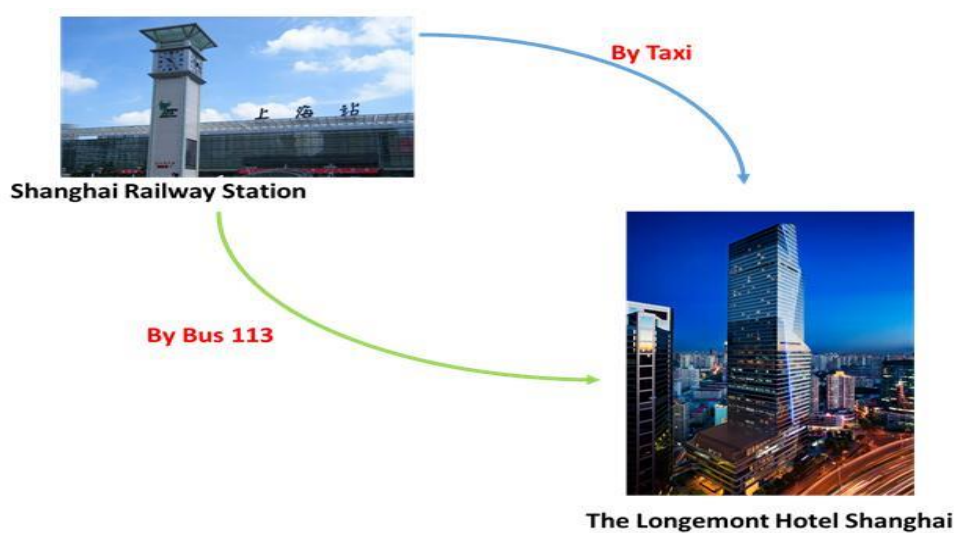 By Taxi
上海站
Shanghai Railway Station
By Bus 113
The Longemont Hotel Shanghai